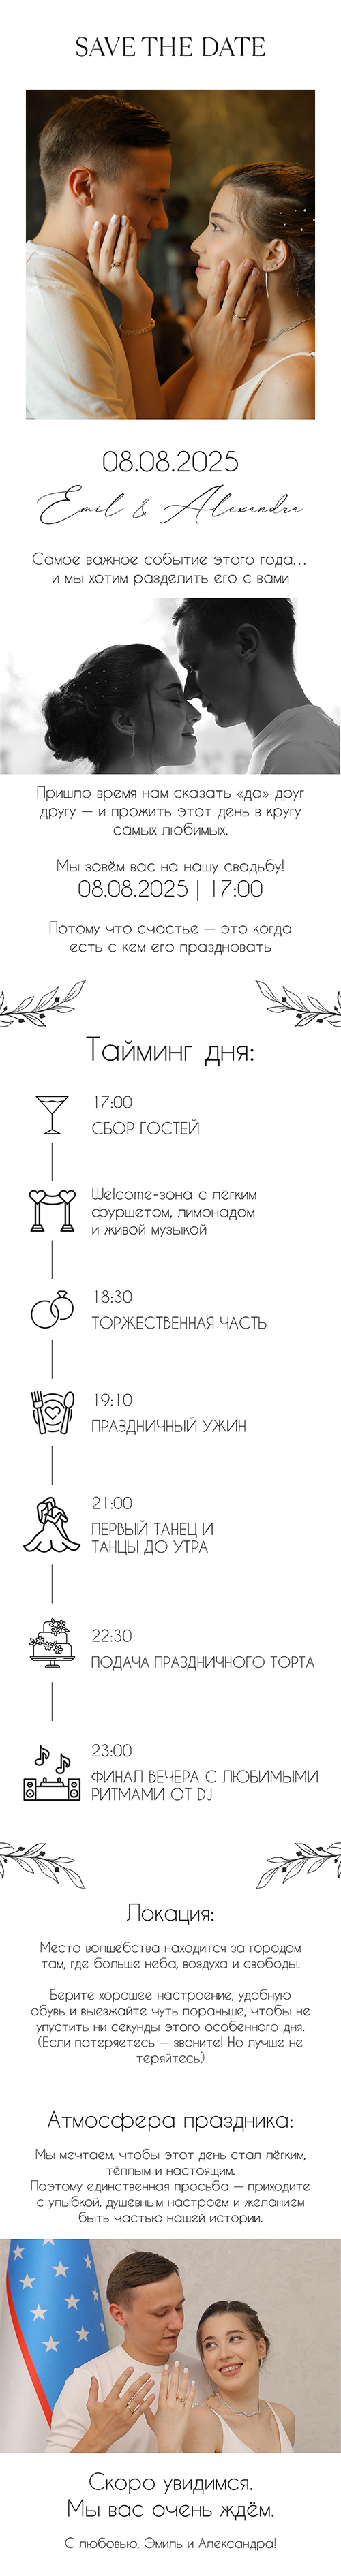 SAVE THE DATE
08.08.2025
Emil & Alexandra
Самое важное событие этого года...
и мы хотим разделить его с вами
Пришло время нам сказать «да» друг
другу — и прожить этот день в кругу
самых любимых.
Мы зовём вас на нашу свадьбу!
08.08.2025 | 17:00
Потому что счастье — это когда
есть с кем его праздновать
Тайминг дня:
17:00
СБОР ГОСТЕЙ
Welcome-зона с лёгким
фуршетом, лимонадом
и живой музыкой
18:30
ТОРЖЕСТВЕННАЯ ЧАСТЬ
19:10
ПРАЗДНИЧНЫЙ УЖИН
21:00
ПЕРВЫЙ ТАНЕЦ И
ТАНЦЫ ДО УТРА
22:30
ПОДАЧА ПРАЗДНИЧНОГО ТОРТА
23:00
ФИНАЛ ВЕЧЕРА С ЛЮБИМЫМИ
РИТМАМИ ОТ DJ
Локация:
Место волшебства находится за городом
там, где больше неба, воздуха и свободы.
Берите хорошее настроение, удобную
обувь и выезжайте чуть пораньше, чтобы не
упустить ни секунды этого особенного дня.
(Если потеряетесь — звоните! Но лучше не
теряйтесь)
Атмосфера праздника:
Мы мечтаем, чтобы этот день стал лёгким,
тёплым и настоящим.
Поэтому единственная просьба — приходите
с улыбкой, душевным настроем и желанием
быть частью нашей истории.
Скоро увидимся.
Мы вас очень ждём.
С любовью, Эмиль и Александра!